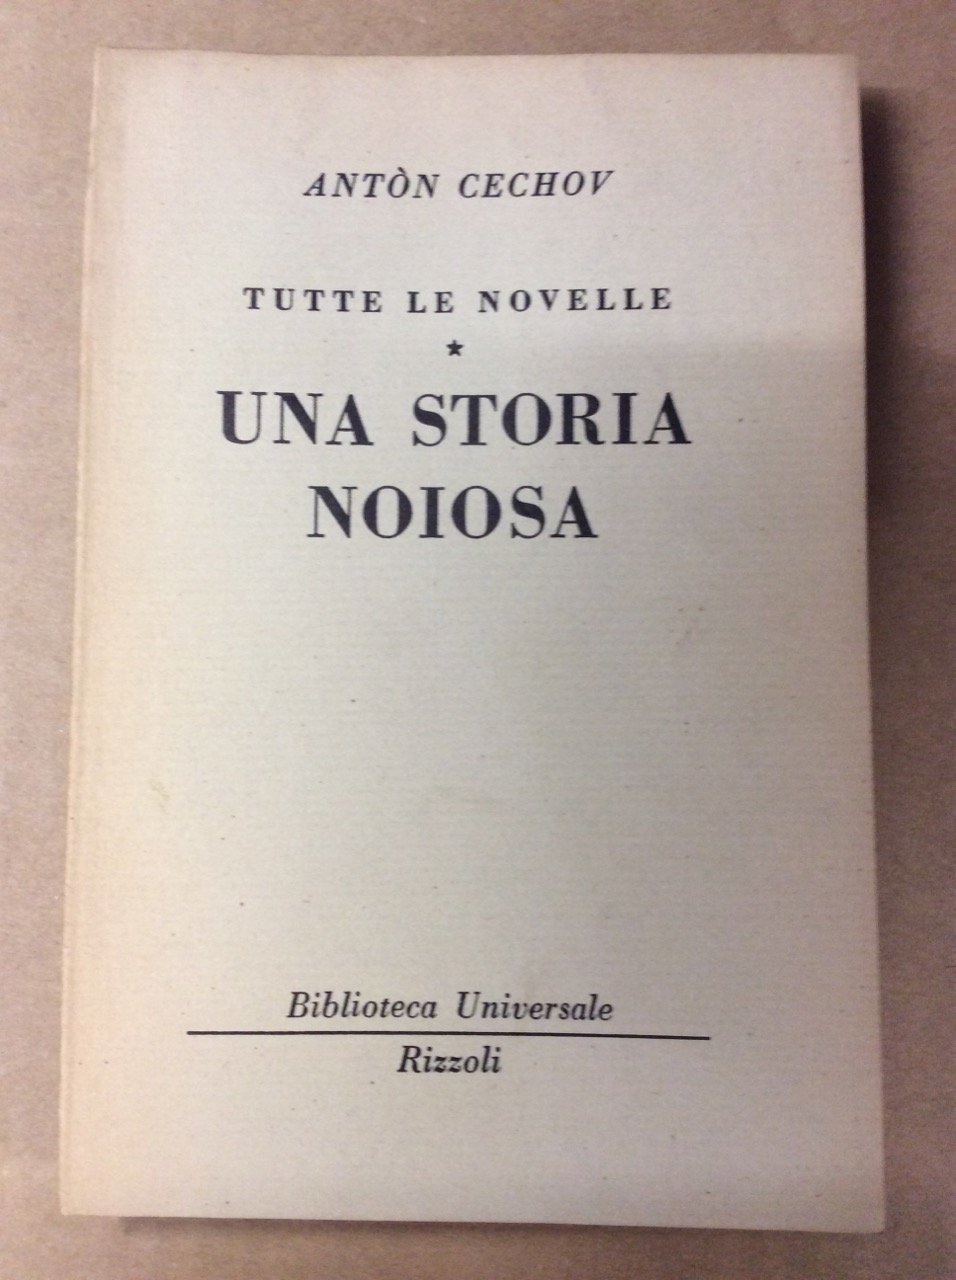 ANTÒN CECHOV
TUTTE LE NOVELLE
★
UNA STORIA
NOIOSA
Biblioteca Universale
Rizzoli